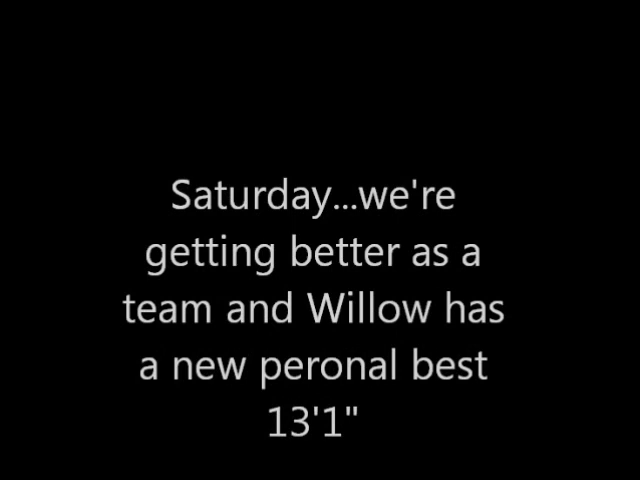 Saturday...we're
getting better as a
team and Willow has
a new peronal best
13'1"